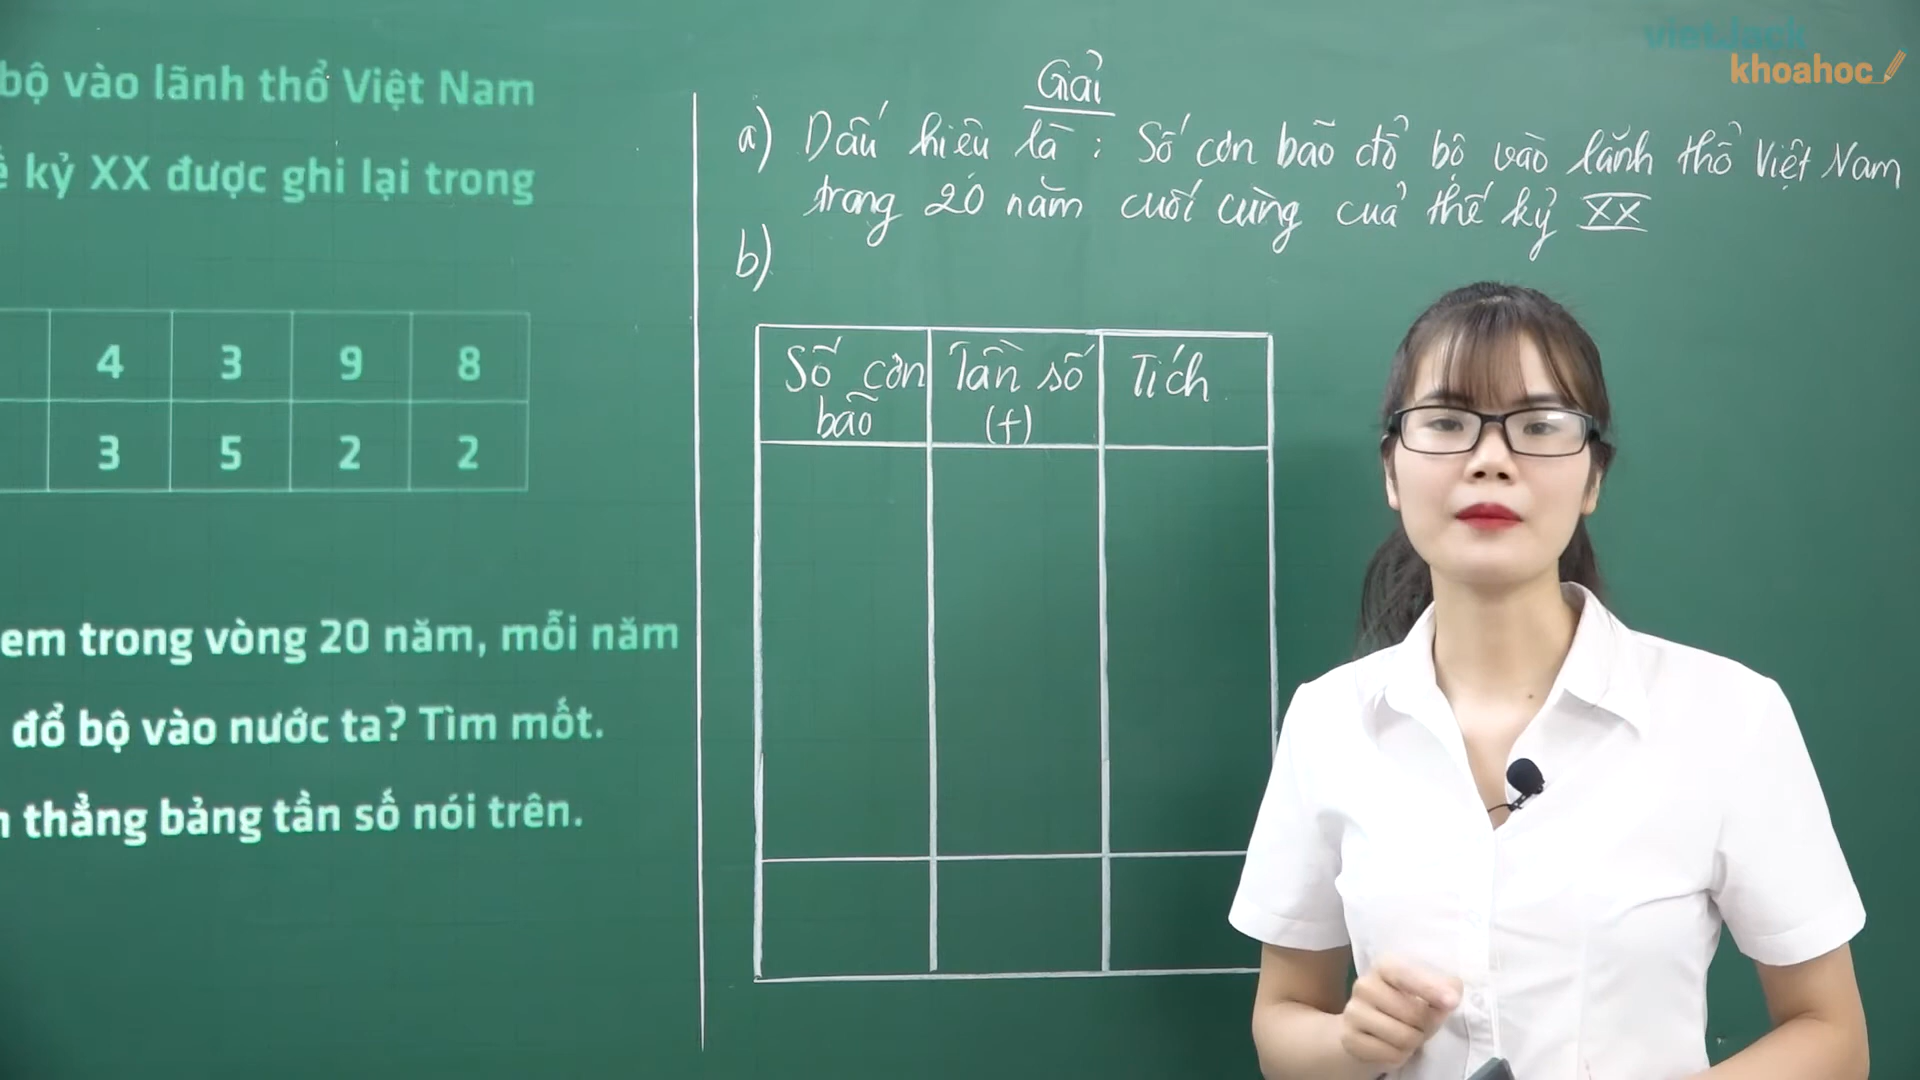 vietJack
khoahoc
bộ vào lãnh thổ Việt Nam
kỷ XX được ghi lại trong
4 3 9 8
3 5 2 2
em trong vòng 20 năm, mỗi năm
đổ bộ vào nước ta? Tìm mốt.
thẳng bảng tần số nói trên.
Giải
a) Dấu hiệu là : Số cơn bão đổ bộ vào lãnh thổ Việt Nam
trong 20 năm cuối cùng của thế kỷ XX
b)
Số cơn bão
Tần số (f)
Tích